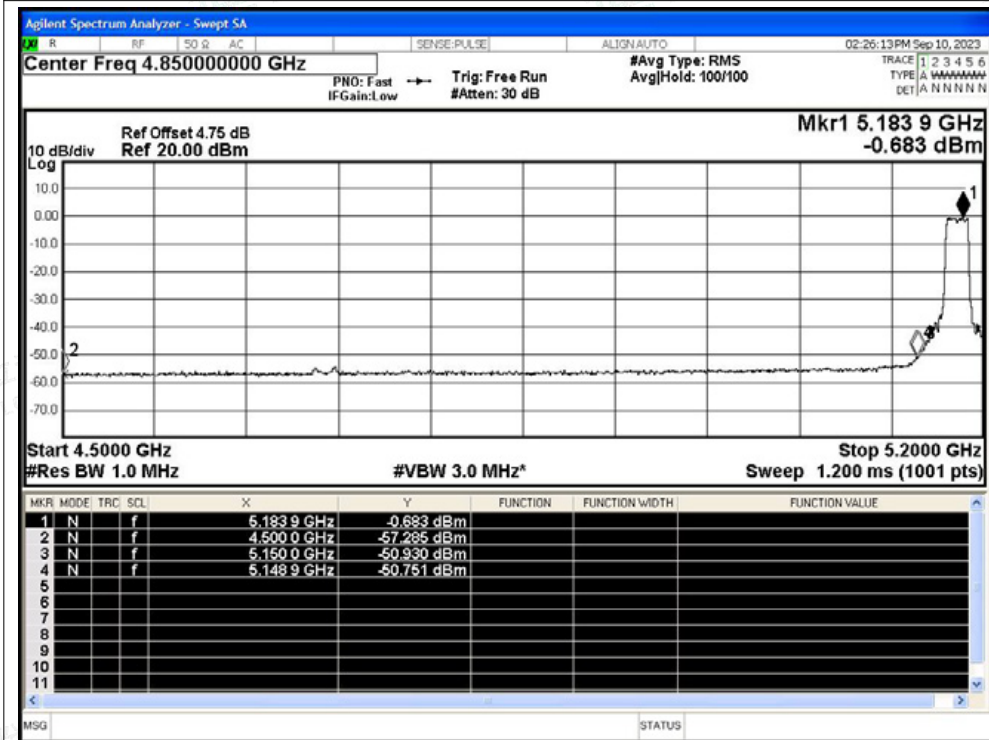 Agilent Spectrum Analyzer - Swept SA
LXI R RF 50 Ω AC SENSE:PULSE ALIGN AUTO 02:26:13 PM Sep 10, 2023
Center Freq 4.850000000 GHz #Avg Type: RMS TRACE 1 2 3 4 5 6
PNO: Fast Trig: Free Run Avg|Hold: 100/100 TYPE A WWWWW
IFGain:Low #Atten: 30 dB DET A N N N N N
Mkr1 5.183 9 GHz
Ref Offset 4.75 dB
10 dB/div Ref 20.00 dBm -0.683 dBm
Log
10.0
1
0.00
-10.0
-20.0
-30.0
-40.0
-50.0 2
-60.0
-70.0
Start 4.5000 GHz Stop 5.2000 GHz
#Res BW 1.0 MHz #VBW 3.0 MHz* Sweep 1.200 ms (1001 pts)
MKR MODE TRC SCL X Y FUNCTION FUNCTION WIDTH FUNCTION VALUE
1 N f 5.183 9 GHz -0.683 dBm
2 N f 4.500 0 GHz -57.285 dBm
3 N f 5.150 0 GHz -50.930 dBm
4 N f 5.148 9 GHz -50.751 dBm
5
6
7
8
9
10
11
MSG STATUS